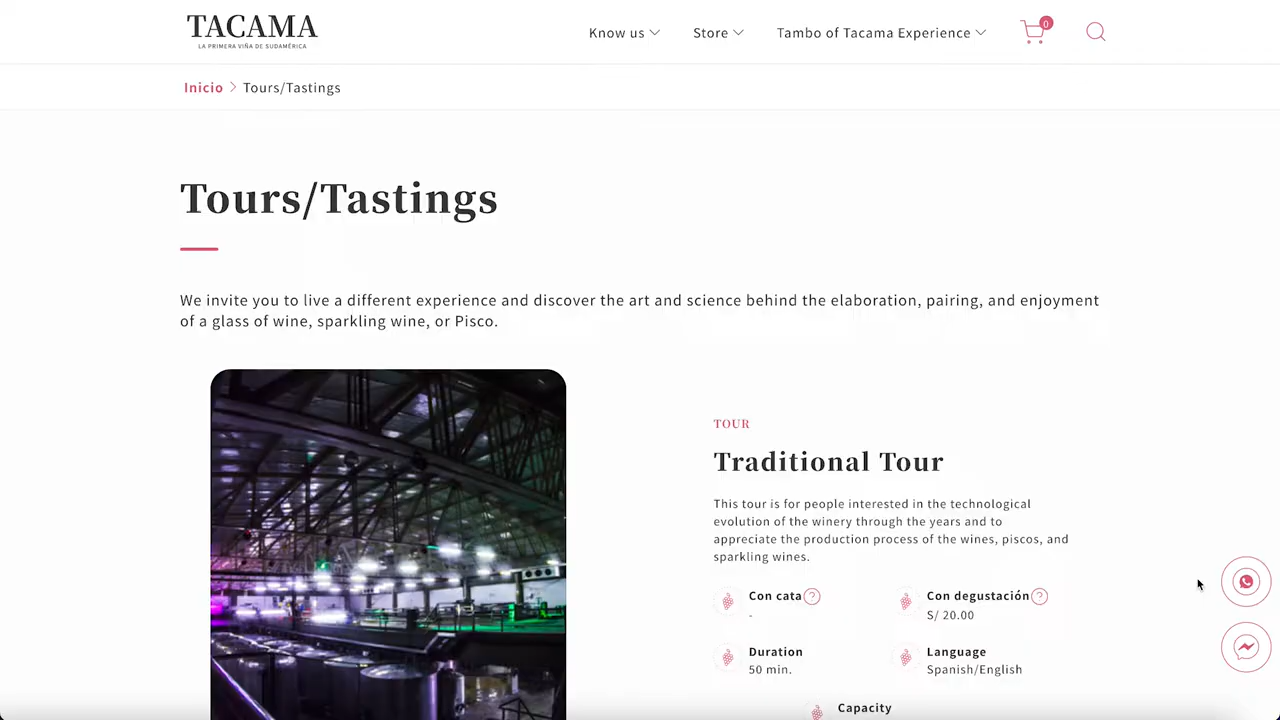 TACAMA
LA PRIMERA VIÑA DE SUDAMÉRICA
Know us
Store
Tambo of Tacama Experience
0
Inicio > Tours/Tastings
Tours/Tastings
We invite you to live a different experience and discover the art and science behind the elaboration, pairing, and enjoyment
of a glass of wine, sparkling wine, or Pisco.
TOUR
Traditional Tour
This tour is for people interested in the technological
evolution of the winery through the years and to
appreciate the production process of the wines, piscos, and
sparkling wines.
Con cata ?
-
Con degustación ?
S/ 20.00
Duration
50 min.
Language
Spanish/English
Capacity